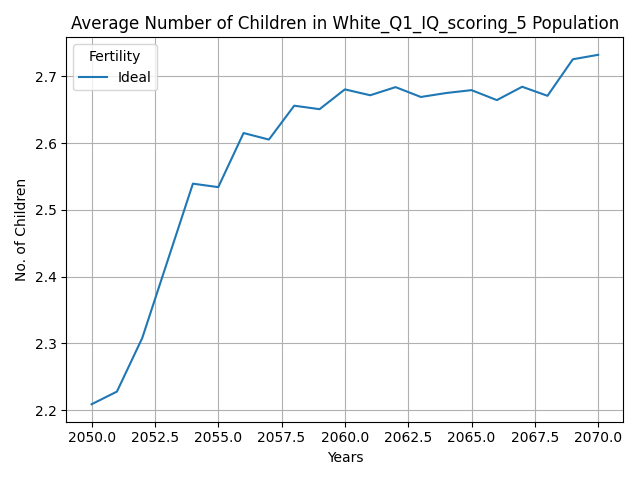 Average Number of Children in White_Q1_IQ_scoring_5 Population
Fertility
Ideal
No. of Children
2.7
2.6
2.5
2.4
2.3
2.2
2050.0 2052.5 2055.0 2057.5 2060.0 2062.5 2065.0 2067.5 2070.0
Years